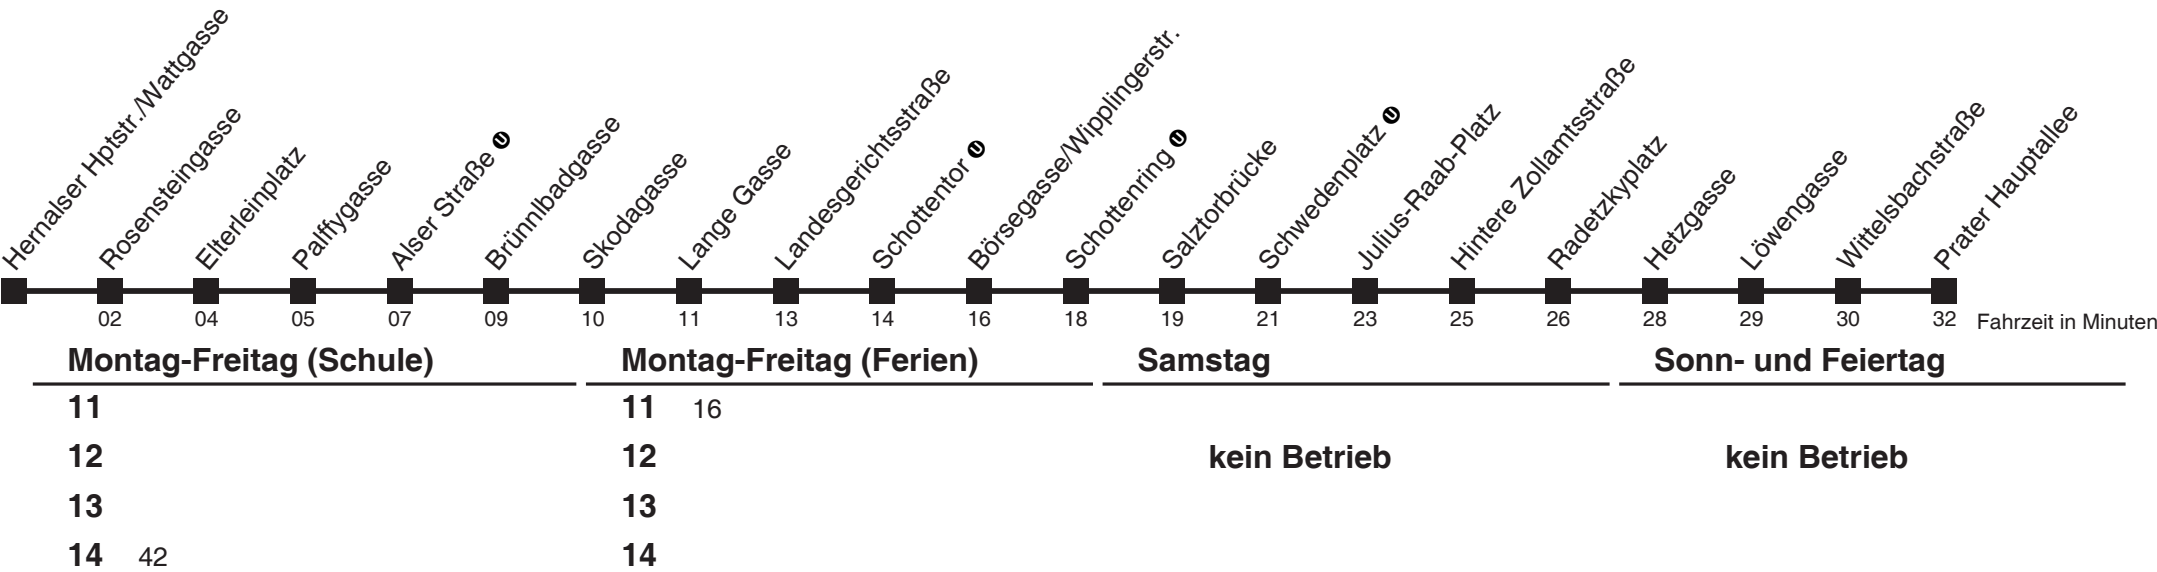 Hernalser Hptstr./Wattgasse
Rosensteingasse
Elterleinplatz
Palffygasse
Alser Straße U
Brünnlbadgasse
Skodagasse
Lange Gasse
Landesgerichtsstraße
Schottentor U
Börsegasse/Wipplingerstr.
Schottenring U
Salztorbrücke
Schwedenplatz U
Julius-Raab-Platz
Hintere Zollamtsstraße
Radetzkyplatz
Hetzgasse
Löwengasse
Wittelsbachstraße
Prater Hauptallee
02 04 05 07 09 10 11 13 14 16 18 19 21 23 25 26 28 29 30 32 Fahrzeit in Minuten
Montag-Freitag (Schule) Montag-Freitag (Ferien) Samstag Sonn- und Feiertag
11 11 16
12 12 kein Betrieb kein Betrieb
13 13
14 42 14